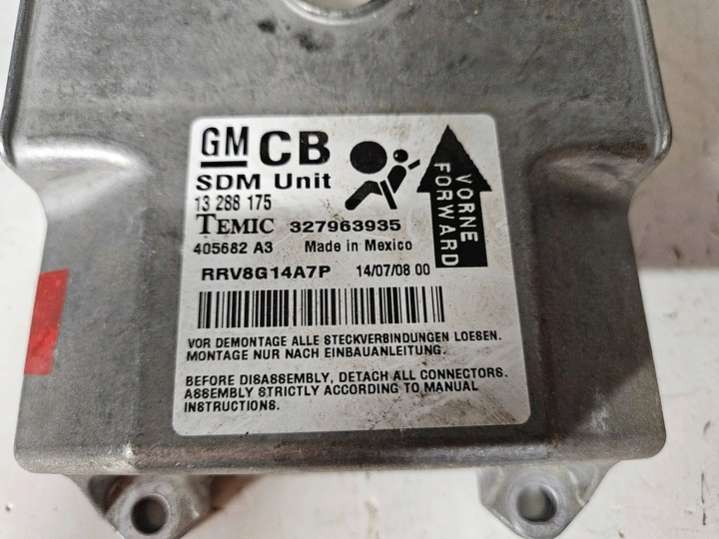 GM CB
SDM Unit
13 288 175
TEMIC 327963935
405682 A3 Made in Mexico
RRV8G14A7P 14/07/08 00
VORNE
FORWARD
VOR DEMONTAGE ALLE STECKVERBINDUNGEN LOESEN.
MONTAGE NUR NACH EINBAUANLEITUNG.
BEFORE DISASSEMBLY, DETACH ALL CONNECTORS.
ASSEMBLY STRICTLY ACCORDING TO MANUAL
INSTRUCTIONS.